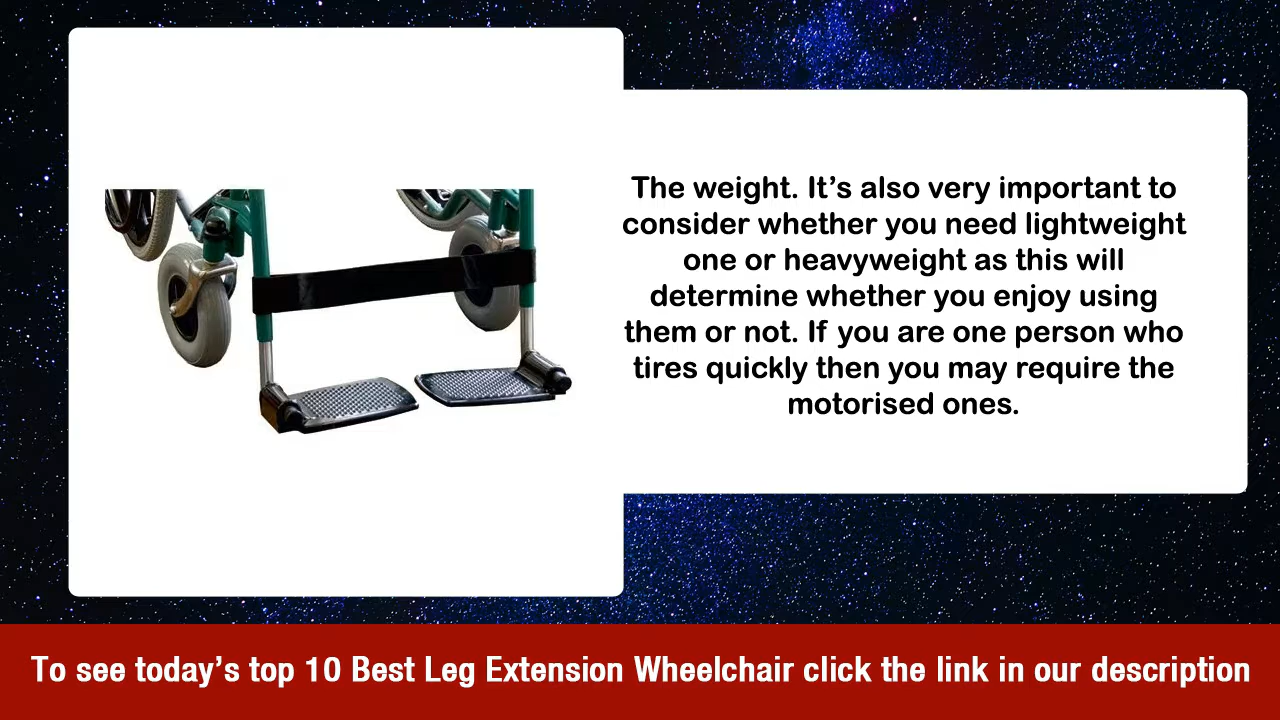 The weight. It’s also very important to
consider whether you need lightweight
one or heavyweight as this will
determine whether you enjoy using
them or not. If you are one person who
tires quickly then you may require the
motorised ones.
To see today’s top 10 Best Leg Extension Wheelchair click the link in our description